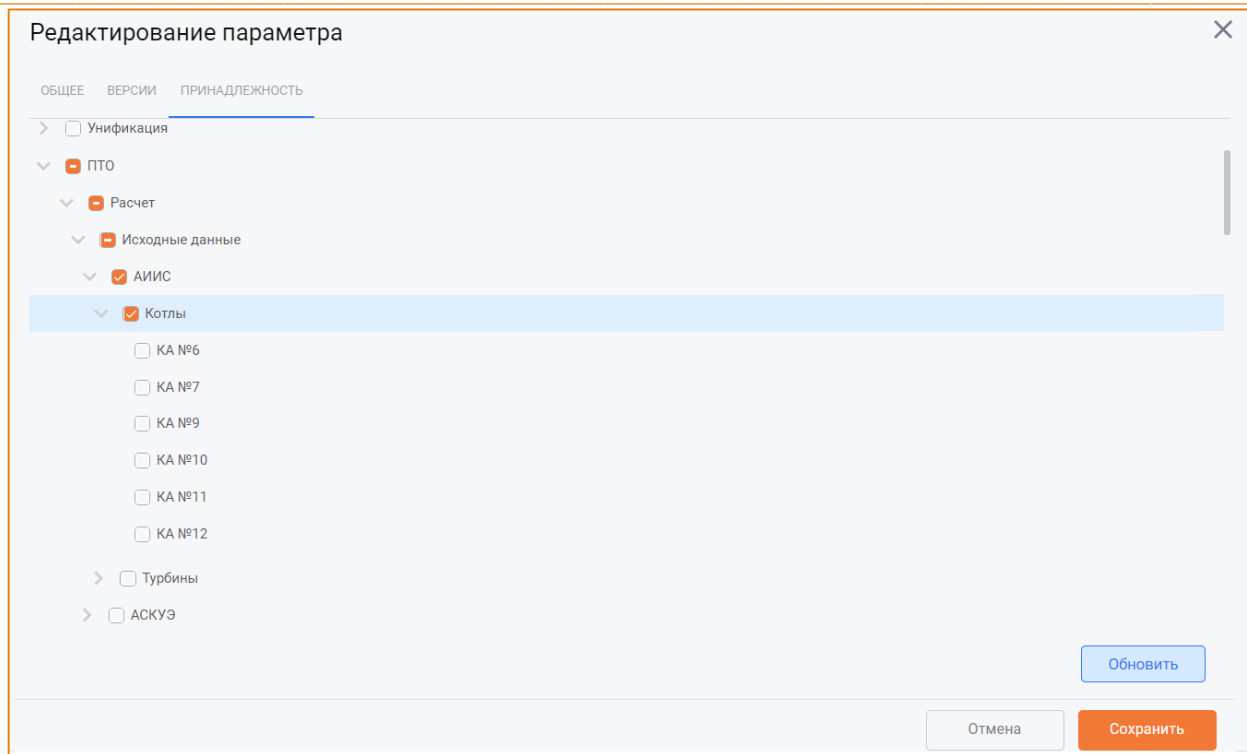 Редактирование параметра
ОБЩЕЕ ВЕРСИИ ПРИНАДЛЕЖНОСТЬ
Унификация
ПТО
Расчет
Исходные данные
АИИС
Котлы
КА №6
КА №7
КА №9
КА №10
КА №11
КА №12
Турбины
АСКУЭ
Обновить
Отмена Сохранить